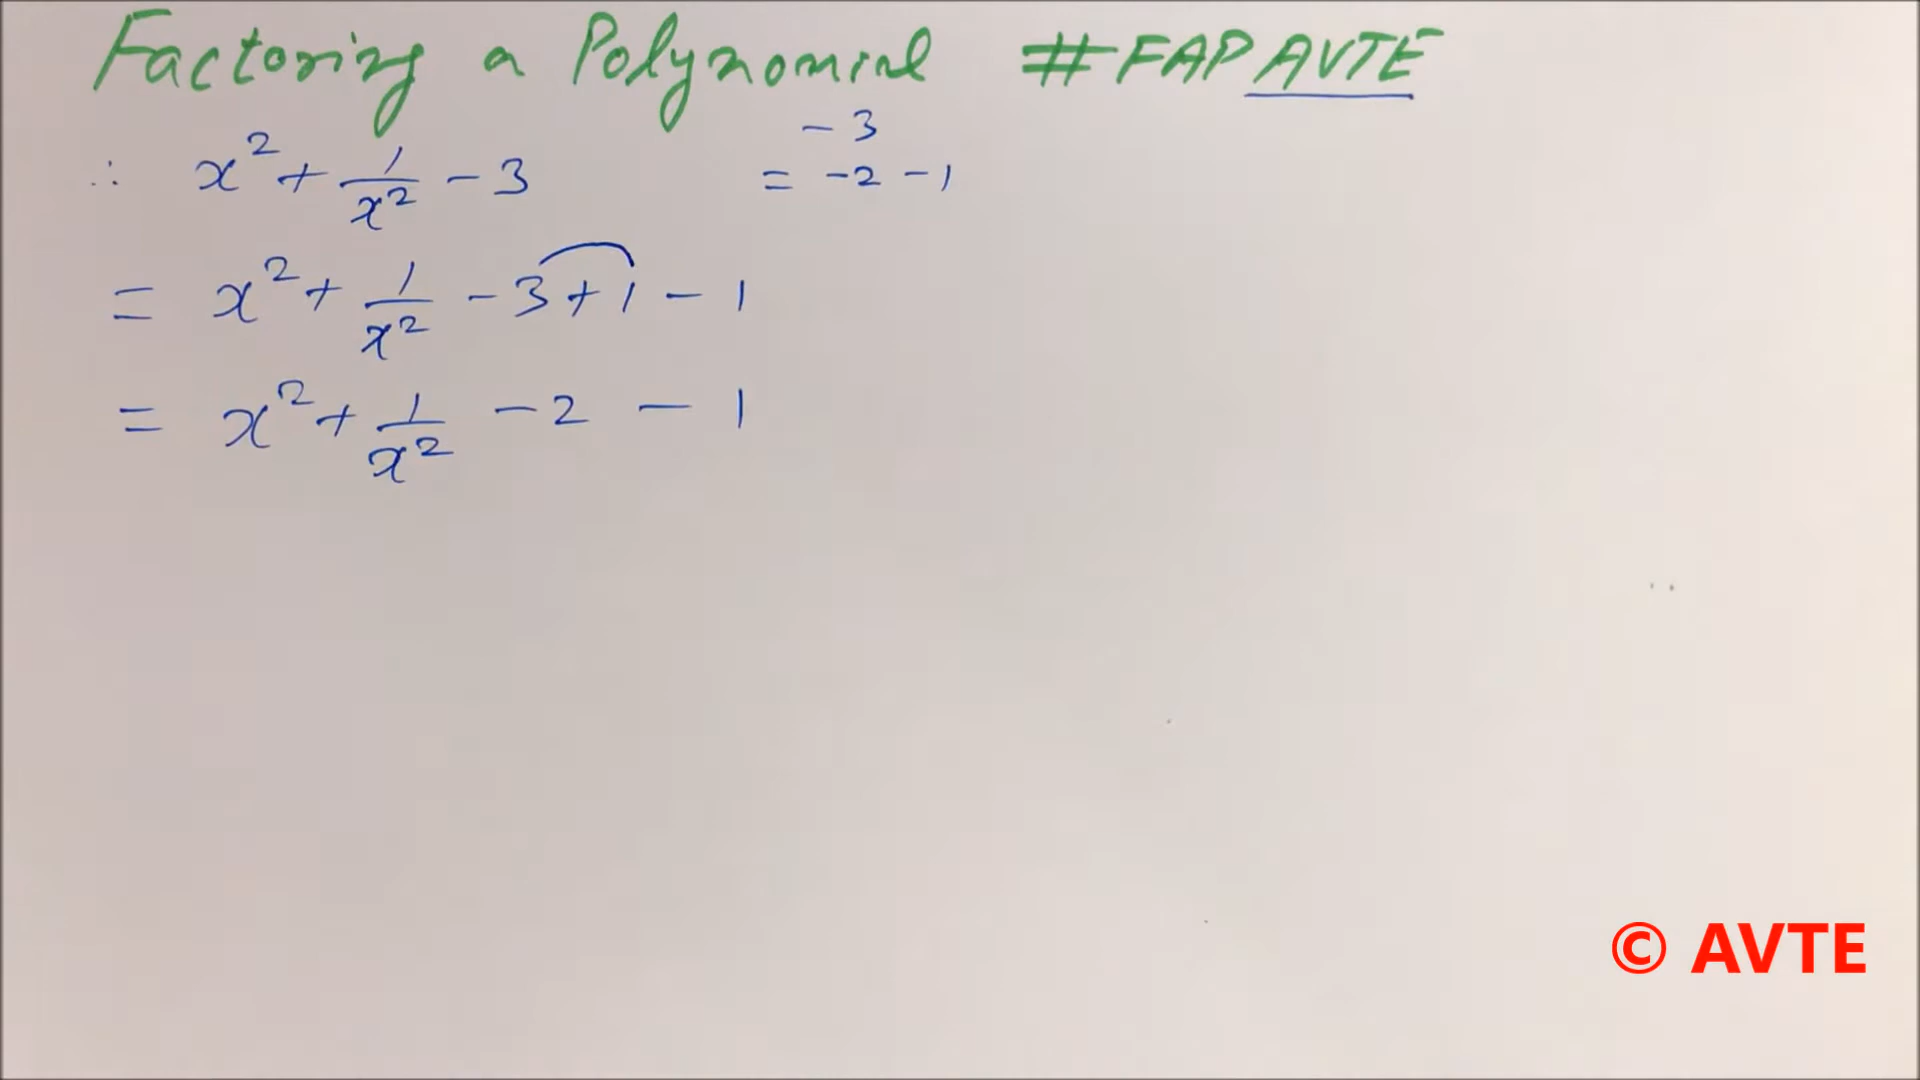 Factoring a Polynomial #FAPAVTE
∴ x² + 1/x² - 3
- 3
= -2 - 1
= x² + 1/x² - 3 + 1 - 1
= x² + 1/x² - 2 - 1
© AVTE